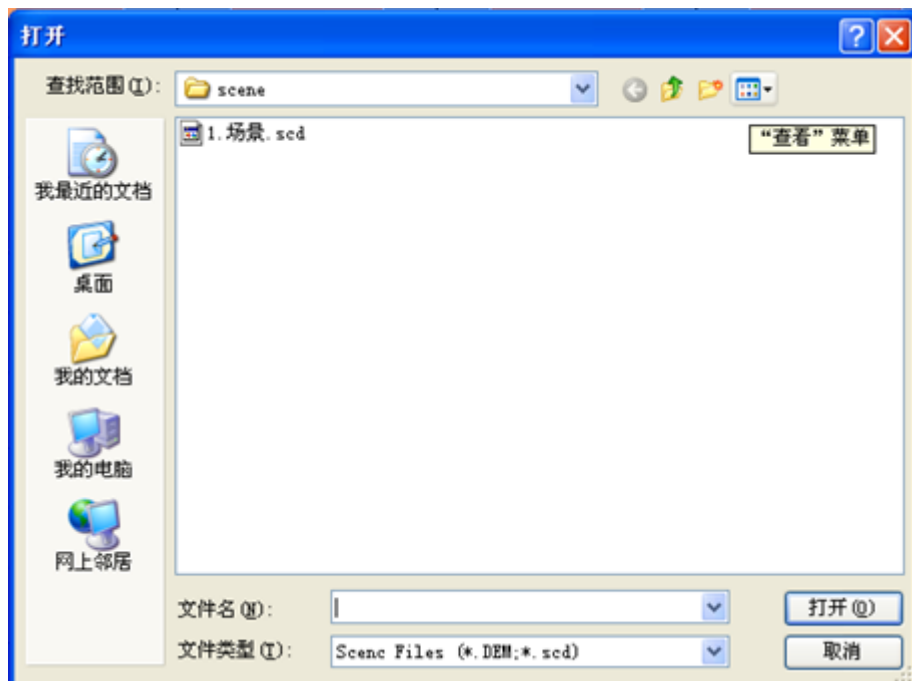 打开
查找范围(I):
scene
1.场景.scd
“查看”菜单
我最近的文档
桌面
我的文档
我的电脑
网上邻居
文件名(N):
打开(O)
文件类型(T):
Scenc Files (*.DEM;*.scd)
取消